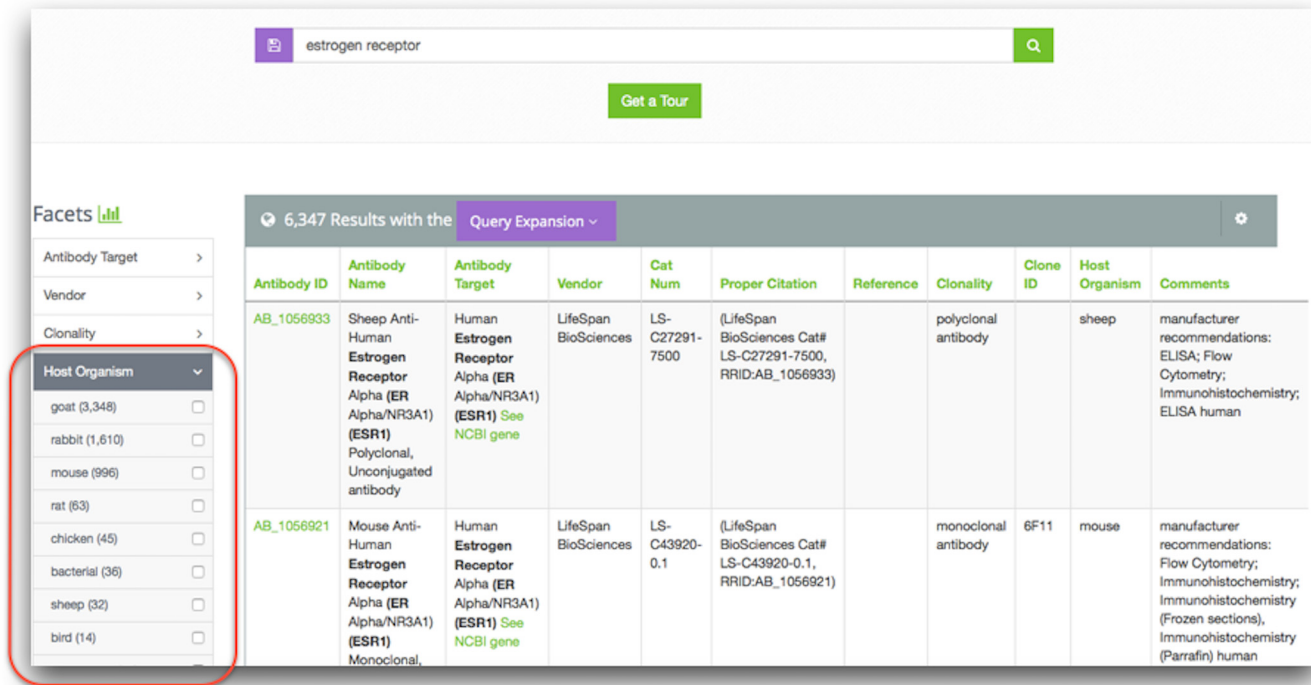 estrogen receptor
Get a Tour
Facets
Antibody Target
Vendor
Clonality
Host Organism
goat (3,348)
rabbit (1,610)
mouse (996)
rat (63)
chicken (45)
bacterial (36)
sheep (32)
bird (14)
6,347 Results with the Query Expansion
Antibody ID
Antibody
Name
Antibody
Target
Vendor
Cat
Num
Proper Citation
Reference
Clonality
Clone
ID
Host
Organism
Comments
AB_1056933
Sheep Anti-
Human
Estrogen
Receptor
Alpha (ER
Alpha/NR3A1)
(ESR1)
Polyclonal,
Unconjugated
antibody
Human
Estrogen
Receptor
Alpha (ER
Alpha/NR3A1)
(ESR1) See
NCBI gene
LifeSpan
BioSciences
LS-
C27291-
7500
(LifeSpan
BioSciences Cat#
LS-C27291-7500,
RRID:AB_1056933)
polyclonal
antibody
sheep
manufacturer
recommendations:
ELISA; Flow
Cytometry;
Immunohistochemistry;
ELISA human
AB_1056921
Mouse Anti-
Human
Estrogen
Receptor
Alpha (ER
Alpha/NR3A1)
(ESR1)
Monoclonal,
Human
Estrogen
Receptor
Alpha (ER
Alpha/NR3A1)
(ESR1) See
NCBI gene
LifeSpan
BioSciences
LS-
C43920-
0.1
(LifeSpan
BioSciences Cat#
LS-C43920-0.1,
RRID:AB_1056921)
monoclonal
antibody
6F11
mouse
manufacturer
recommendations:
Flow Cytometry;
Immunohistochemistry;
Immunohistochemistry
(Frozen sections),
Immunohistochemistry
(Parrafin) human